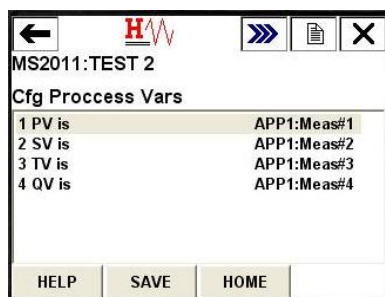 H
MS2011:TEST 2
Cfg Proccess Vars
1 PV is APP1:Meas#1
2 SV is APP1:Meas#2
3 TV is APP1:Meas#3
4 QV is APP1:Meas#4
HELP SAVE HOME